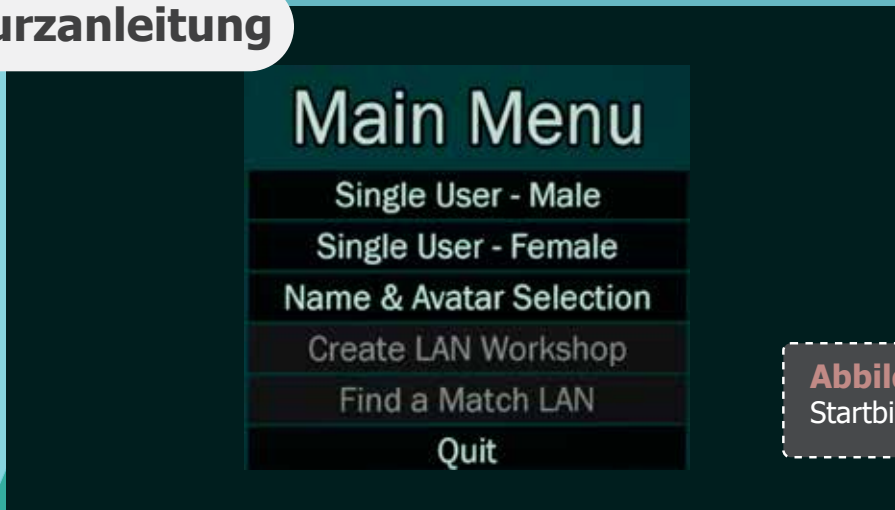 urzanleitung
Main Menu
Single User - Male
Single User - Female
Name & Avatar Selection
Create LAN Workshop
Find a Match LAN
Quit
Abbil
Startbi